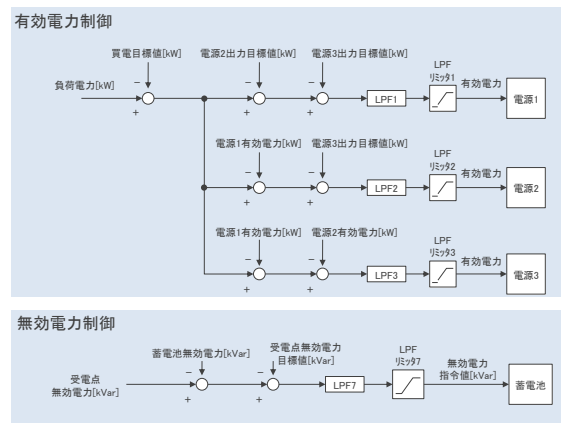 有効電力制御
買電目標値[kW] 電源2出力目標値[kW] 電源3出力目標値[kW]
LPF
リミッタ1
有効電力
負荷電力[kW]
−
−
−
LPF1
電源1
+
+
+
電源1有効電力[kW] 電源3出力目標値[kW]
LPF
リミッタ2
有効電力
−
−
LPF2
電源2
+
+
電源1有効電力[kW] 電源2有効電力[kW]
LPF
リミッタ3
有効電力
−
−
LPF3
電源3
+
+
無効電力制御
蓄電池無効電力[kVar]
受電点無効電力
目標値[kVar]
LPF
リミッタ7
無効電力
指令値[kVar]
受電点
無効電力[kVar]
−
−
LPF7
蓄電池
+
+